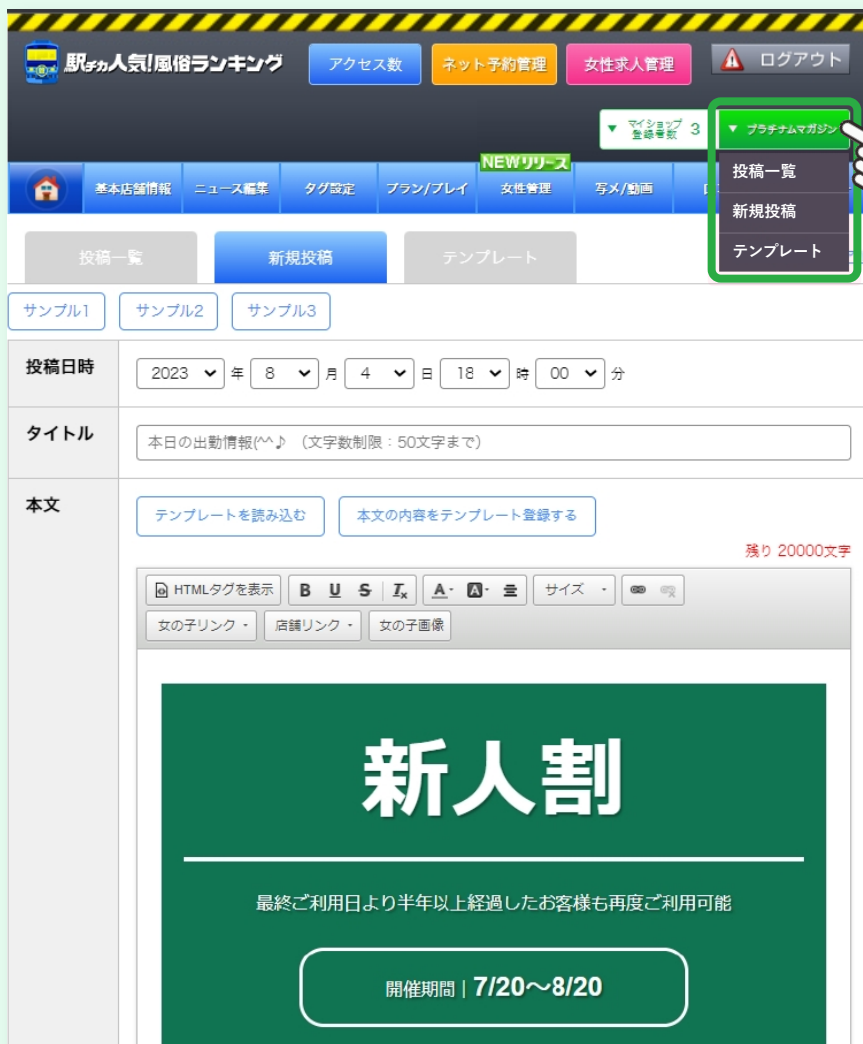 駅チカ人気!風俗ランキング
アクセス数
ネット予約管理
女性求人管理
ログアウト
▼ マイショップ
登録者数 3
▼ プラチナムマガジン
投稿一覧
新規投稿
テンプレート
NEWリリース
基本店舗情報
ニュース編集
タグ設定
プラン/プレイ
女性管理
写メ/動画
投稿一覧
新規投稿
テンプレート
サンプル1
サンプル2
サンプル3
投稿日時
2023 年 8 月 4 日 18 時 00 分
タイトル
本日の出勤情報(^^♪ (文字数制限:50文字まで)
本文
テンプレートを読み込む
本文の内容をテンプレート登録する
残り 20000文字
HTMLタグを表示 B U S Ix A A サイズ
女の子リンク 店舗リンク 女の子画像
新人割
最終ご利用日より半年以上経過したお客様も再度ご利用可能
開催期間 | 7/20〜8/20